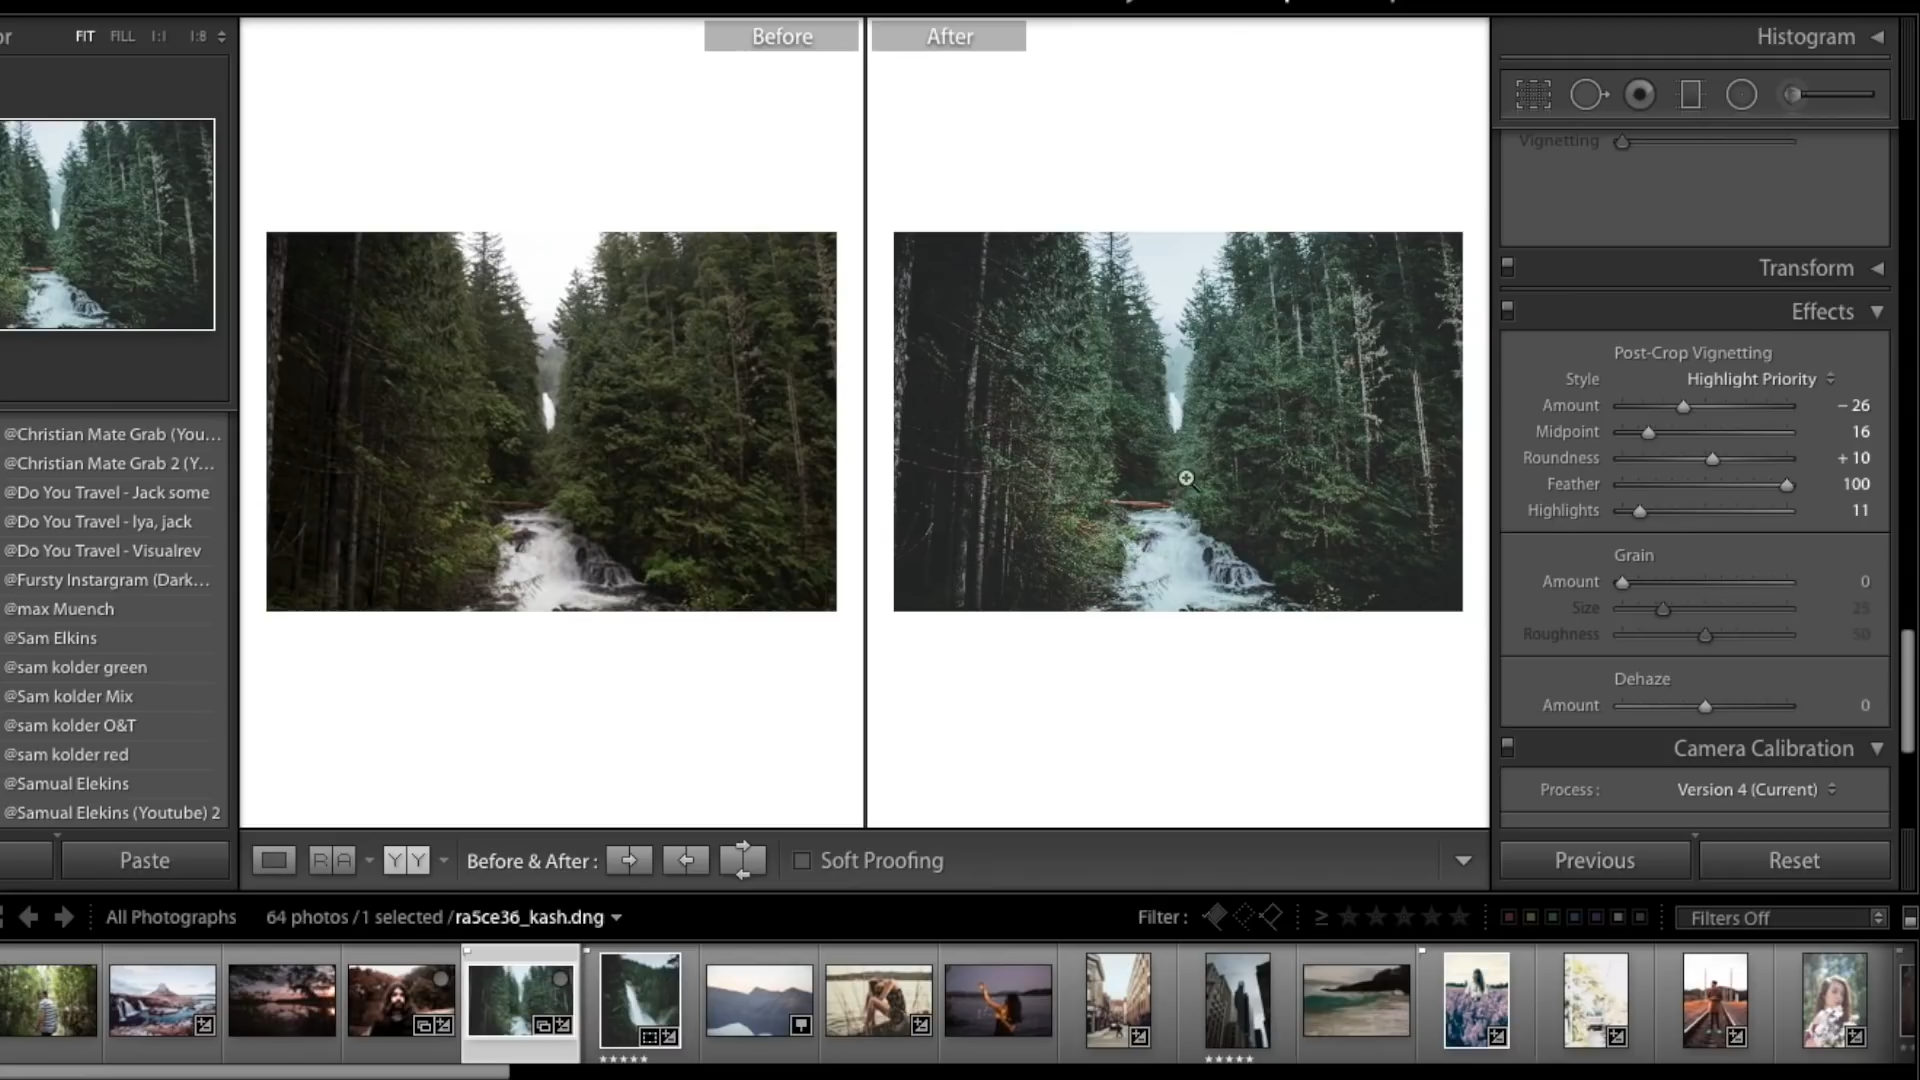 or FIT FILL 1:1 1:8
Before
After
Histogram
Vignetting
Transform
Effects
Post-Crop Vignetting
Style Highlight Priority
Amount – 26
Midpoint 16
Roundness + 10
Feather 100
Highlights 11
Grain
Amount 0
Size 25
Roughness 50
Dehaze
Amount 0
Camera Calibration
Process : Version 4 (Current)
@Christian Mate Grab (You...
@Christian Mate Grab 2 (Y...
@Do You Travel - Jack some
@Do You Travel - lya, jack
@Do You Travel - Visualrev
@Fursty Instargram (Dark...
@max Muench
@Sam Elkins
@sam kolder green
@Sam kolder Mix
@sam kolder O&T
@sam kolder red
@Samual Elekins
@Samual Elekins (Youtube) 2
Paste
R A Y Y Before & After : Soft Proofing
Previous Reset
All Photographs 64 photos / 1 selected / ra5ce36_kash.dng Filter : ≥ ★★★★★ Filters Off
★★★★★ ★★★★★